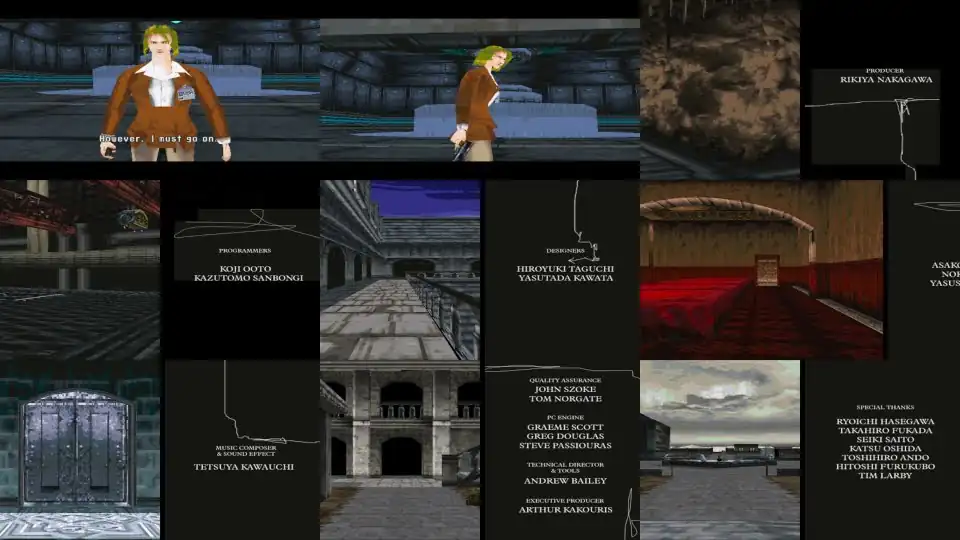 However, I must go on.
PRODUCER
RIKIYA NAKAGAWA
PROGRAMMERS
KOJI OOTO
KAZUTOMO SANBONGI
DESIGNERS
HIROYUKI TAGUCHI
YASUTADA KAWATA
MUSIC COMPOSER
& SOUND EFFECT
TETSUYA KAWAUCHI
QUALITY ASSURANCE
JOHN SZOKE
TOM NORGATE
PC ENGINE
GRAEME SCOTT
GREG DOUGLAS
STEVE PASSIOURAS
TECHNICAL DIRECTOR
& TOOLS
ANDREW BAILEY
EXECUTIVE PRODUCER
ARTHUR KAKOURIS
SPECIAL THANKS
RYOICHI HASEGAWA
TAKAHIRO FUKADA
SEIKI SAITO
KATSU OSHIDA
TOSHIHIRO ANDO
HITOSHI FURUKUBO
TIM LARBY